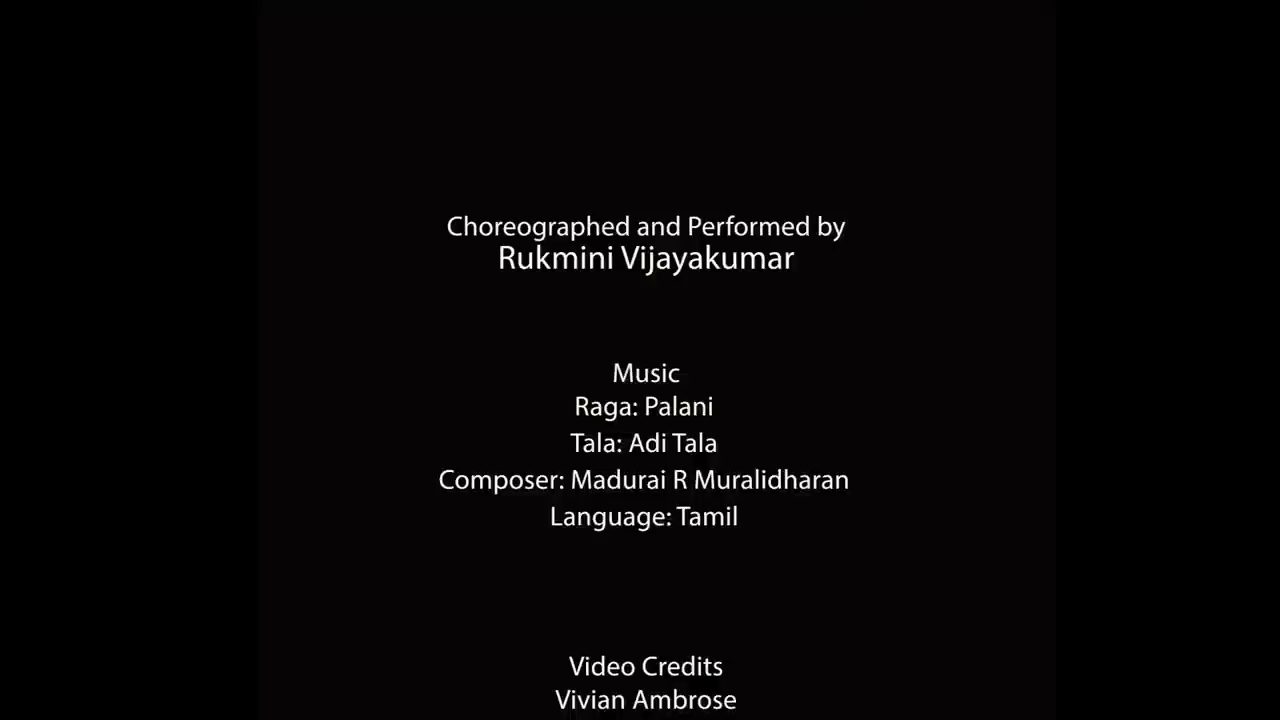 Choreographed and Performed by
Rukmini Vijayakumar
Music
Raga: Palani
Tala: Adi Tala
Composer: Madurai R Muralidharan
Language: Tamil
Video Credits
Vivian Ambrose